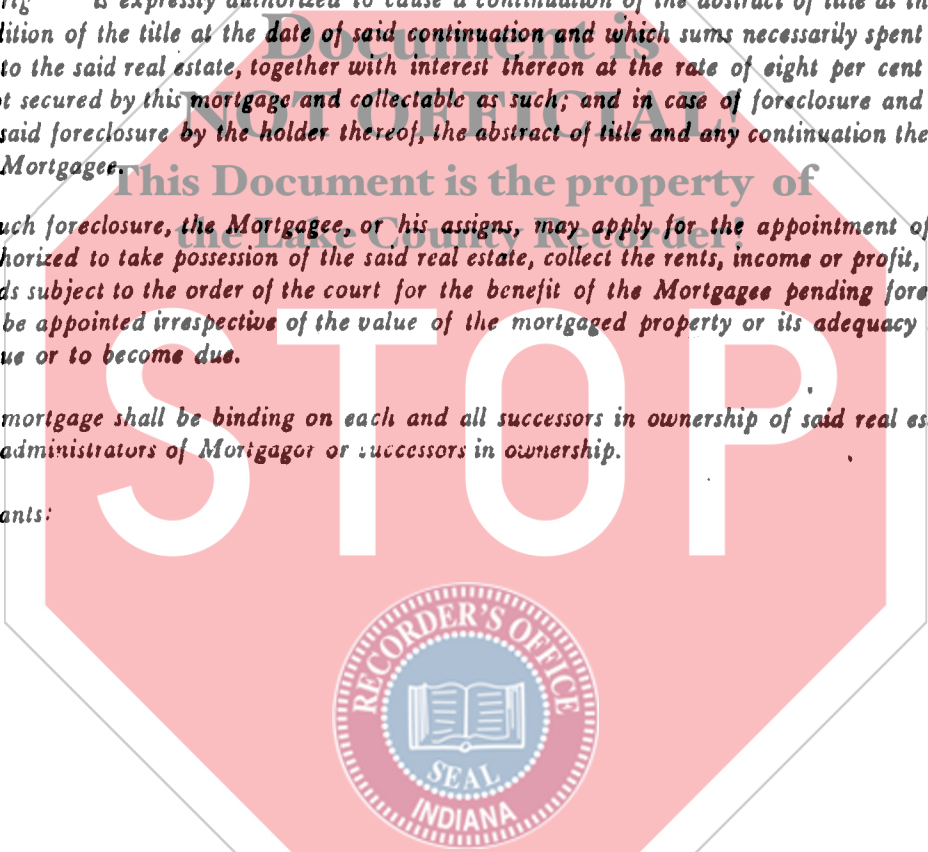 is expressly authorized to cause a continuation of the abstract of title at
Document is
dition of the title at the date of said continuation and which sums necessarily spent
to the said real estate, together with interest thereon at the rate of eight per cent
t secured by this mortgage and collectable as such; and in case of foreclosure and
NOT OFFICIAL!
said foreclosure by the holder thereof, the abstract of title and any continuation the
Mortgagee.
This Document is the property of
uch foreclosure, the Mortgagee, or his assigns, may apply for the appointment of
the Lake County Recorder!
horized to take possession of the said real estate, collect the rents, income or profit,
ds subject to the order of the court for the benefit of the Mortgagee pending fore
be appointed irrespective of the value of the mortgaged property or its adequacy
ue or to become due.
STOP
mortgage shall be binding on each and all successors in ownership of said real es
administrators of Mortgagor or successors in ownership.
ants:
RECORDER'S OFFICE
SEAL
INDIANA